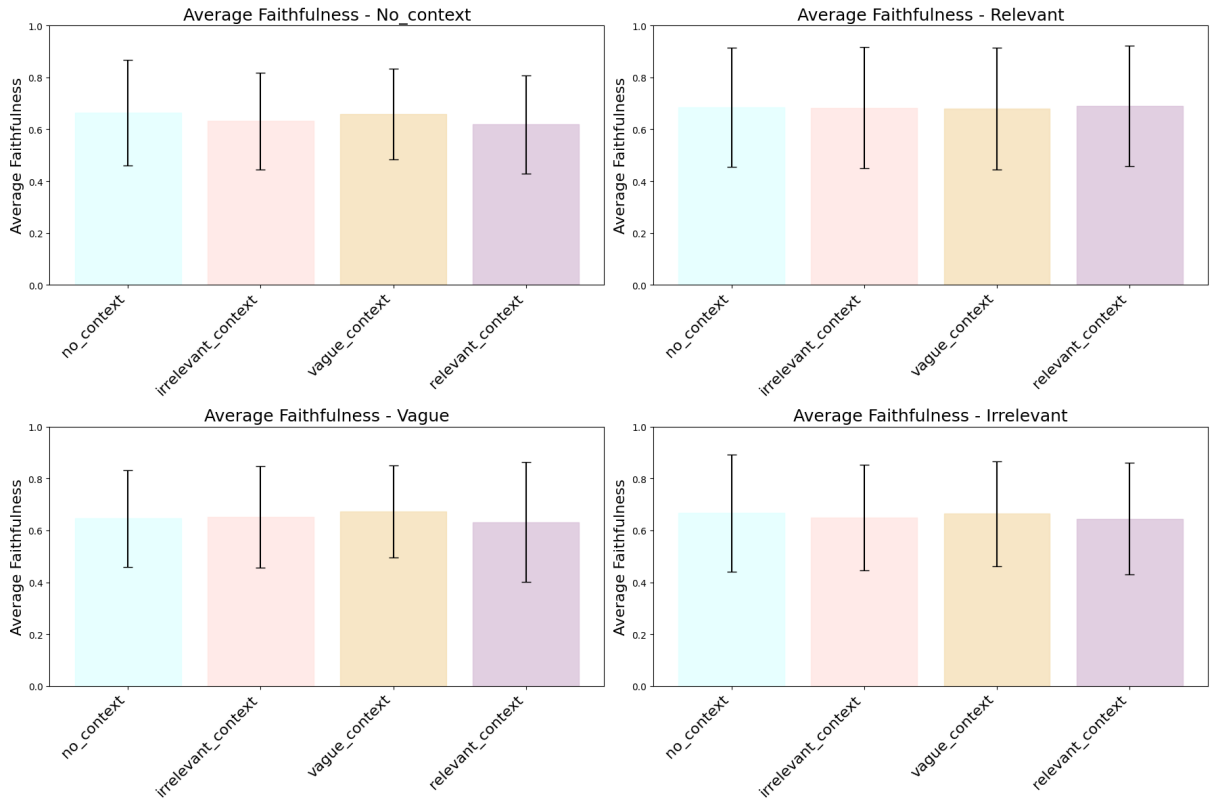 Average Faithfulness - No_context
Average Faithfulness
1.0
0.8
0.6
0.4
0.2
0.0
no_context
irrelevant_context
vague_context
relevant_context
Average Faithfulness - Relevant
Average Faithfulness
1.0
0.8
0.6
0.4
0.2
0.0
no_context
irrelevant_context
vague_context
relevant_context
Average Faithfulness - Vague
Average Faithfulness
1.0
0.8
0.6
0.4
0.2
0.0
no_context
irrelevant_context
vague_context
relevant_context
Average Faithfulness - Irrelevant
Average Faithfulness
1.0
0.8
0.6
0.4
0.2
0.0
no_context
irrelevant_context
vague_context
relevant_context